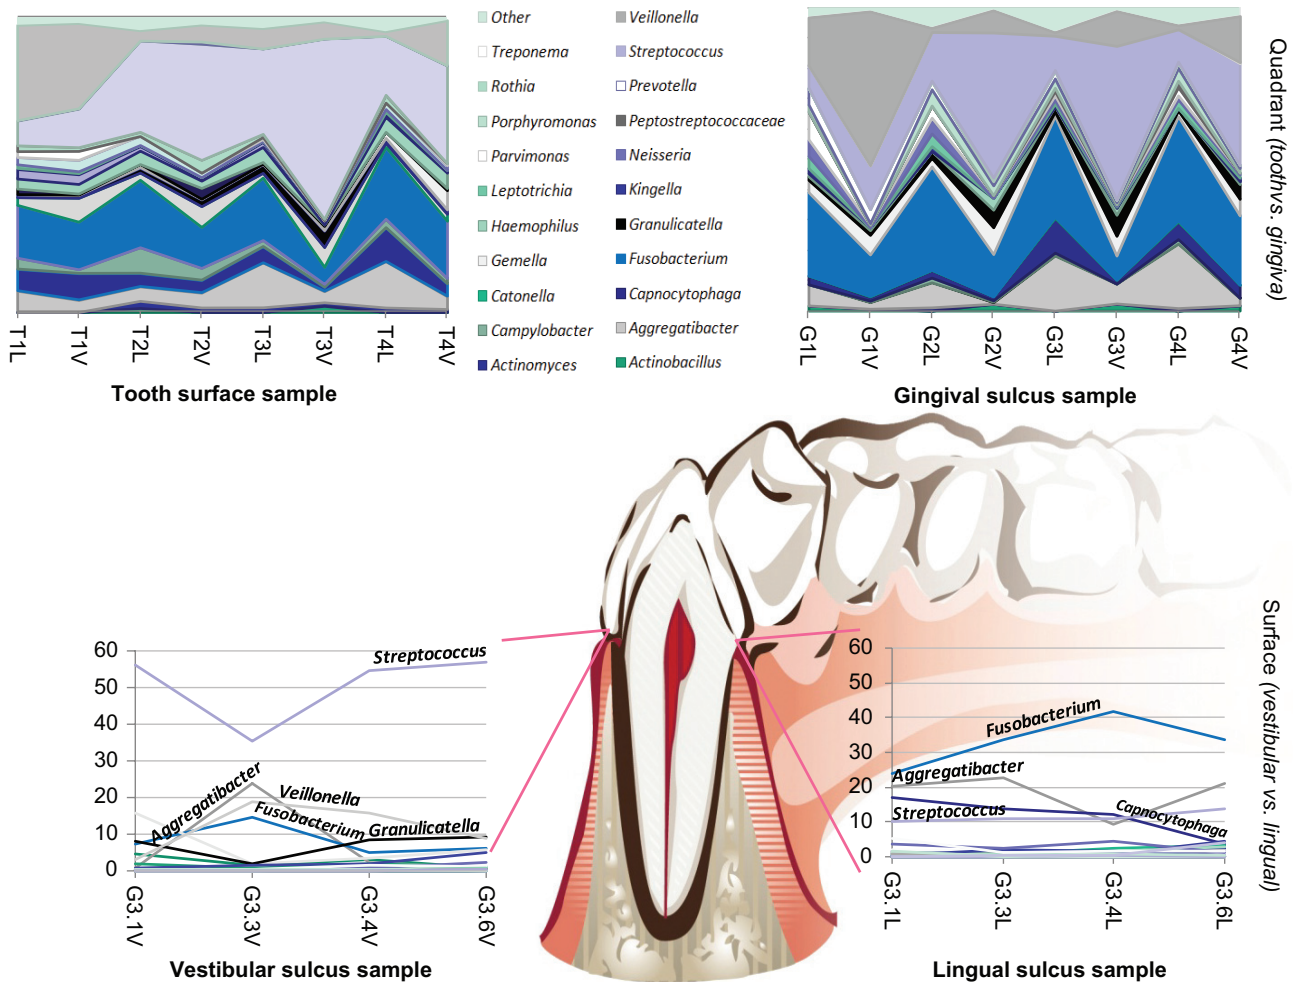 Other
Veillonella
Treponema
Streptococcus
Rothia
Prevotella
Porphyromonas
Peptostreptococcaceae
Parvimonas
Neisseria
Leptotrichia
Kingella
Haemophilus
Granulicatella
Gemella
Fusobacterium
Catonella
Capnocytophaga
Campylobacter
Aggregatibacter
Actinomyces
Actinobacillus
T1L
T1V
T2L
T2V
T3L
T3V
T4L
T4V
Tooth surface sample
G1L
G1V
G2L
G2V
G3L
G3V
G4L
G4V
Gingival sulcus sample
Quadrant (toothvs. gingiva)
60
50
40
30
20
10
0
Streptococcus
Aggregatibacter
Veillonella
Fusobacterium
Granulicatella
G3.1V
G3.3V
G3.4V
G3.6V
Vestibular sulcus sample
60
50
40
30
20
10
0
Fusobacterium
Aggregatibacter
Streptococcus
Capnocytophaga
G3.1L
G3.3L
G3.4L
G3.6L
Lingual sulcus sample
Surface (vestibular vs. lingual)